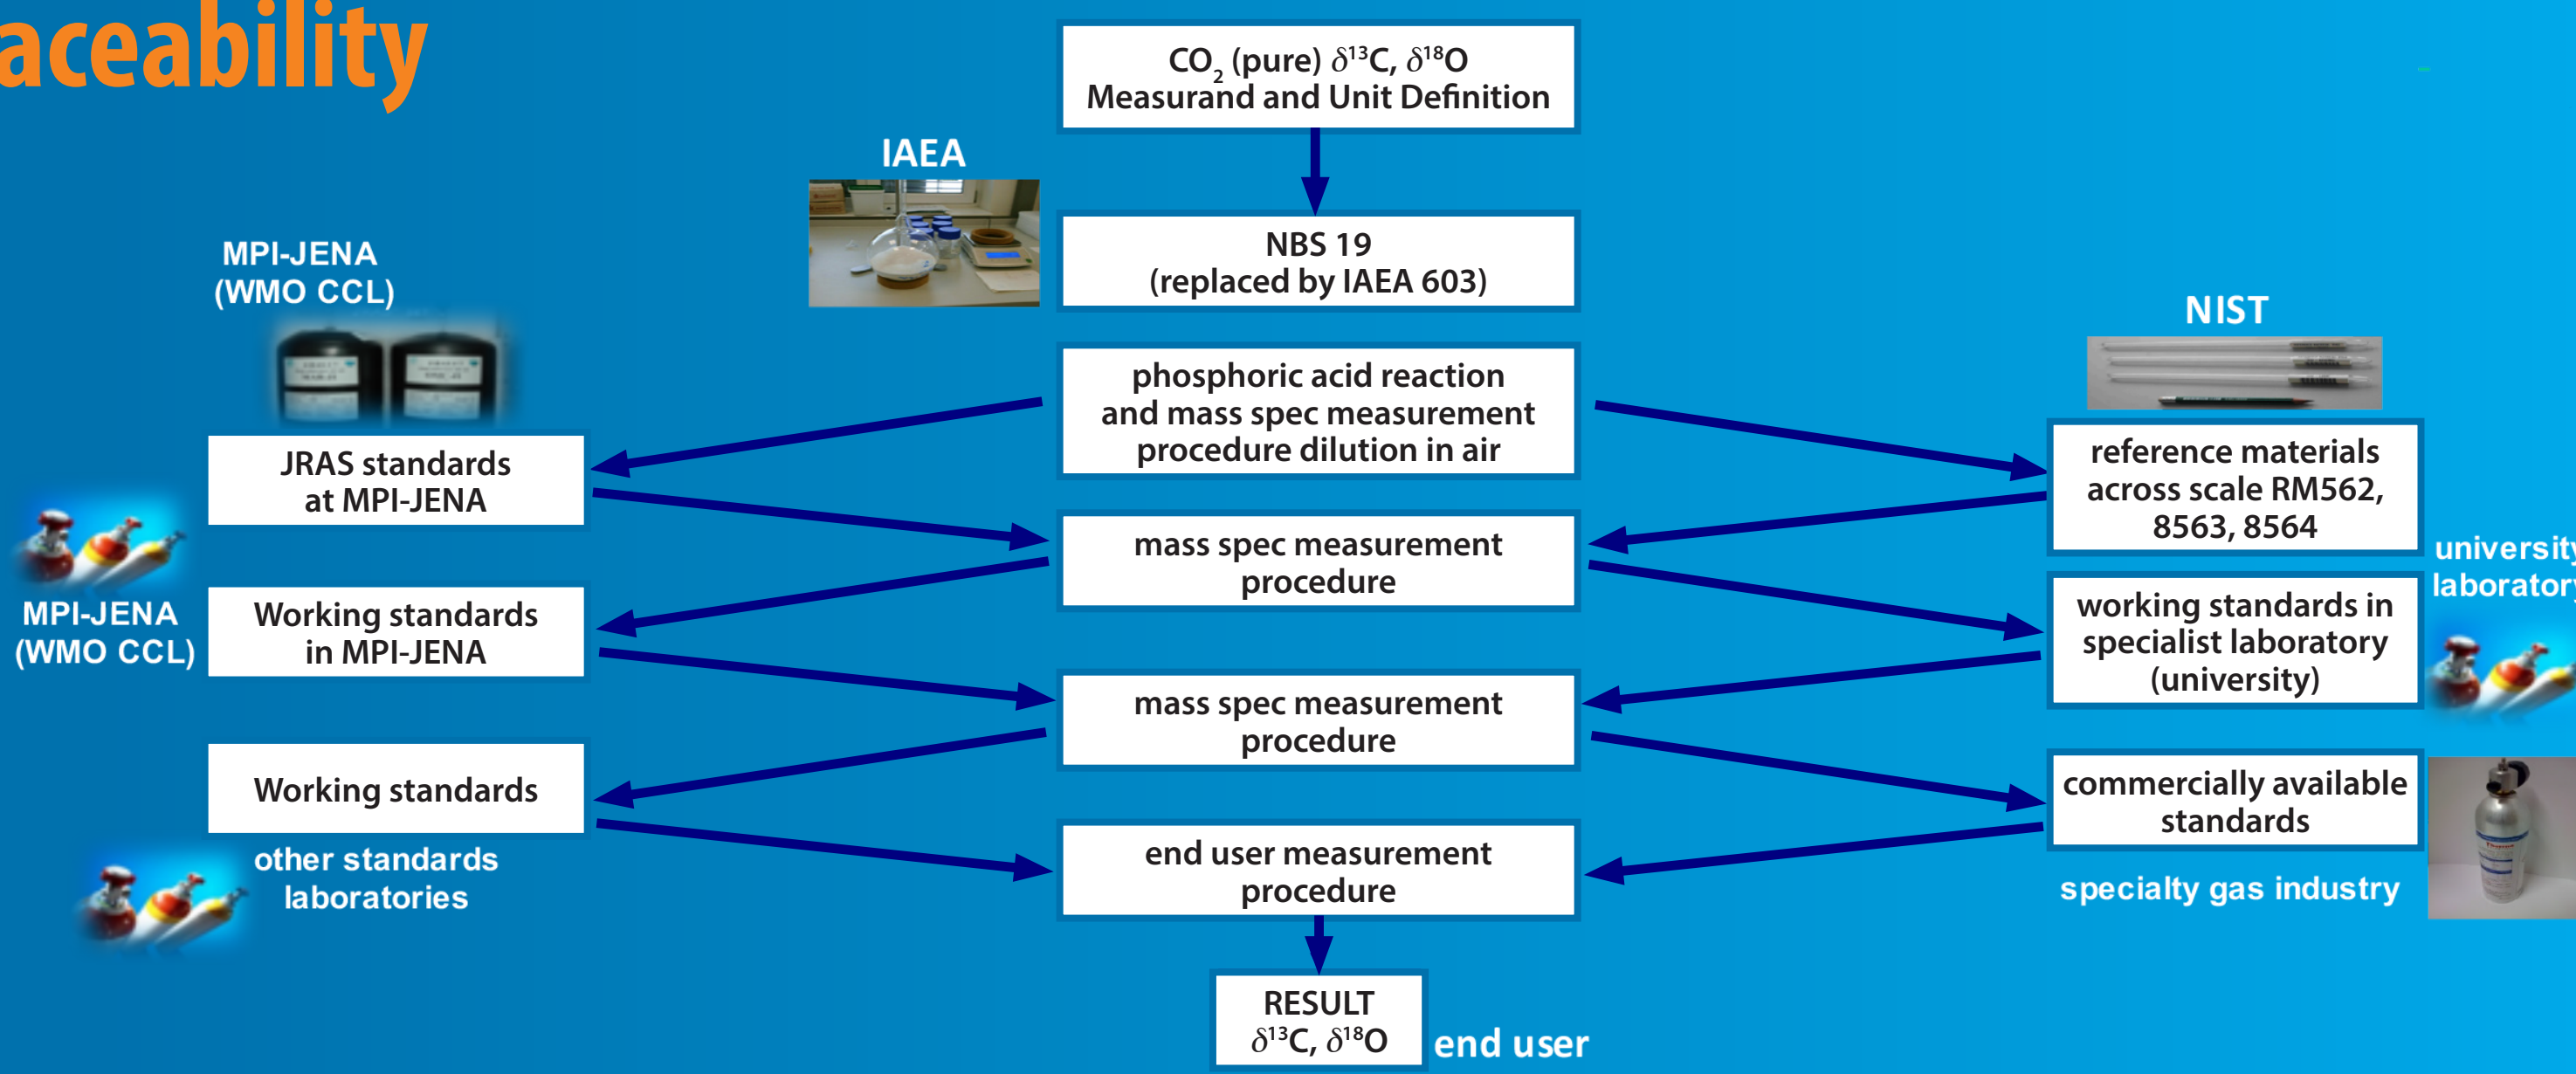 aceability
CO₂ (pure) δ¹³C, δ¹⁸O
Measurand and Unit Definition
IAEA
NBS 19
(replaced by IAEA 603)
MPI-JENA
(WMO CCL)
NIST
phosphoric acid reaction
and mass spec measurement
procedure dilution in air
JRAS standards
at MPI-JENA
reference materials
across scale RM562,
8563, 8564
mass spec measurement
procedure
MPI-JENA
(WMO CCL)
Working standards
in MPI-JENA
working standards in
specialist laboratory
(university)
university
laboratory
mass spec measurement
procedure
Working standards
other standards
laboratories
commercially available
standards
specialty gas industry
end user measurement
procedure
RESULT
δ¹³C, δ¹⁸O
end user